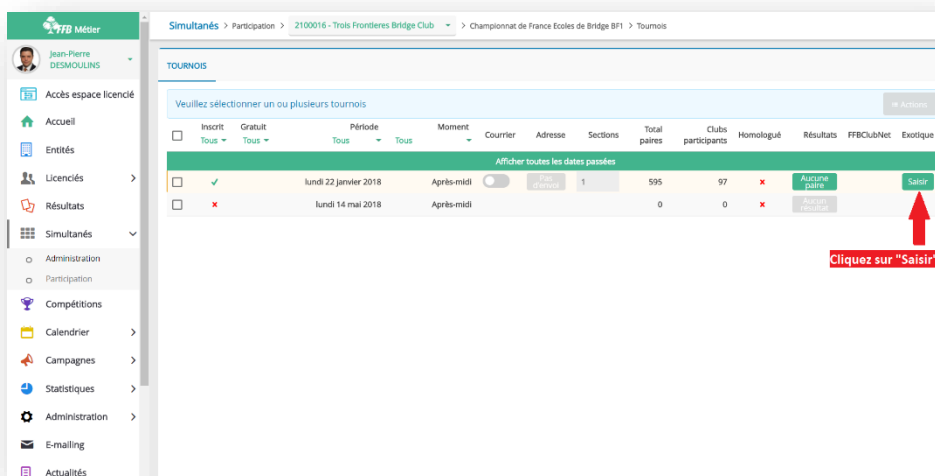 FFB Métier
Simultanés > Participation > 2100016 - Trois Frontieres Bridge Club > Championnat de France Ecoles de Bridge BF1 > Tournois
Jean-Pierre
DESMOULINS
TOURNOIS
Accès espace licencié
Accueil
Entités
Licenciés
Résultats
Simultanés
Administration
Participation
Compétitions
Calendrier
Campagnes
Statistiques
Administration
E-mailing
Actualités
Veuillez sélectionner un ou plusieurs tournois
Actions
Inscrit Gratuit Période Moment Courrier Adresse Sections Total paires Clubs participants Homologué Résultats FFBClubNet Exotique
Tous Tous Tous Tous
Afficher toutes les dates passées
lundi 22 janvier 2018 Après-midi Pas d'envoi 1 595 97 Aucune paire Saisir
lundi 14 mai 2018 Après-midi 0 0 Aucun résultat
Cliquez sur "Saisir"